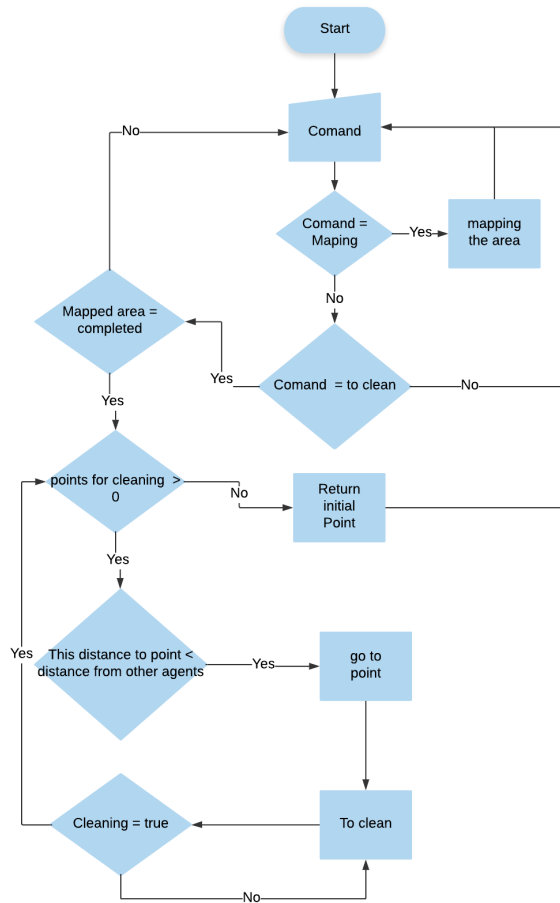 Start
No
Comand
Comand =
Maping
Yes
mapping
the area
No
Mapped area =
completed
Yes
Comand  = to clean
No
Yes
points for cleaning  >
0
No
Return
initial
Point
Yes
Yes
This distance to point <
distance from other agents
Yes
go to
point
Cleaning = true
To clean
No